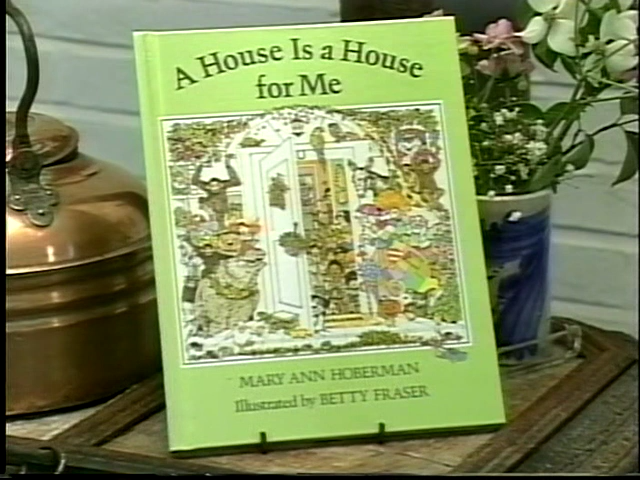 A House Is a House
for Me
MARY ANN HOBERMAN
Illustrated by BETTY FRASER